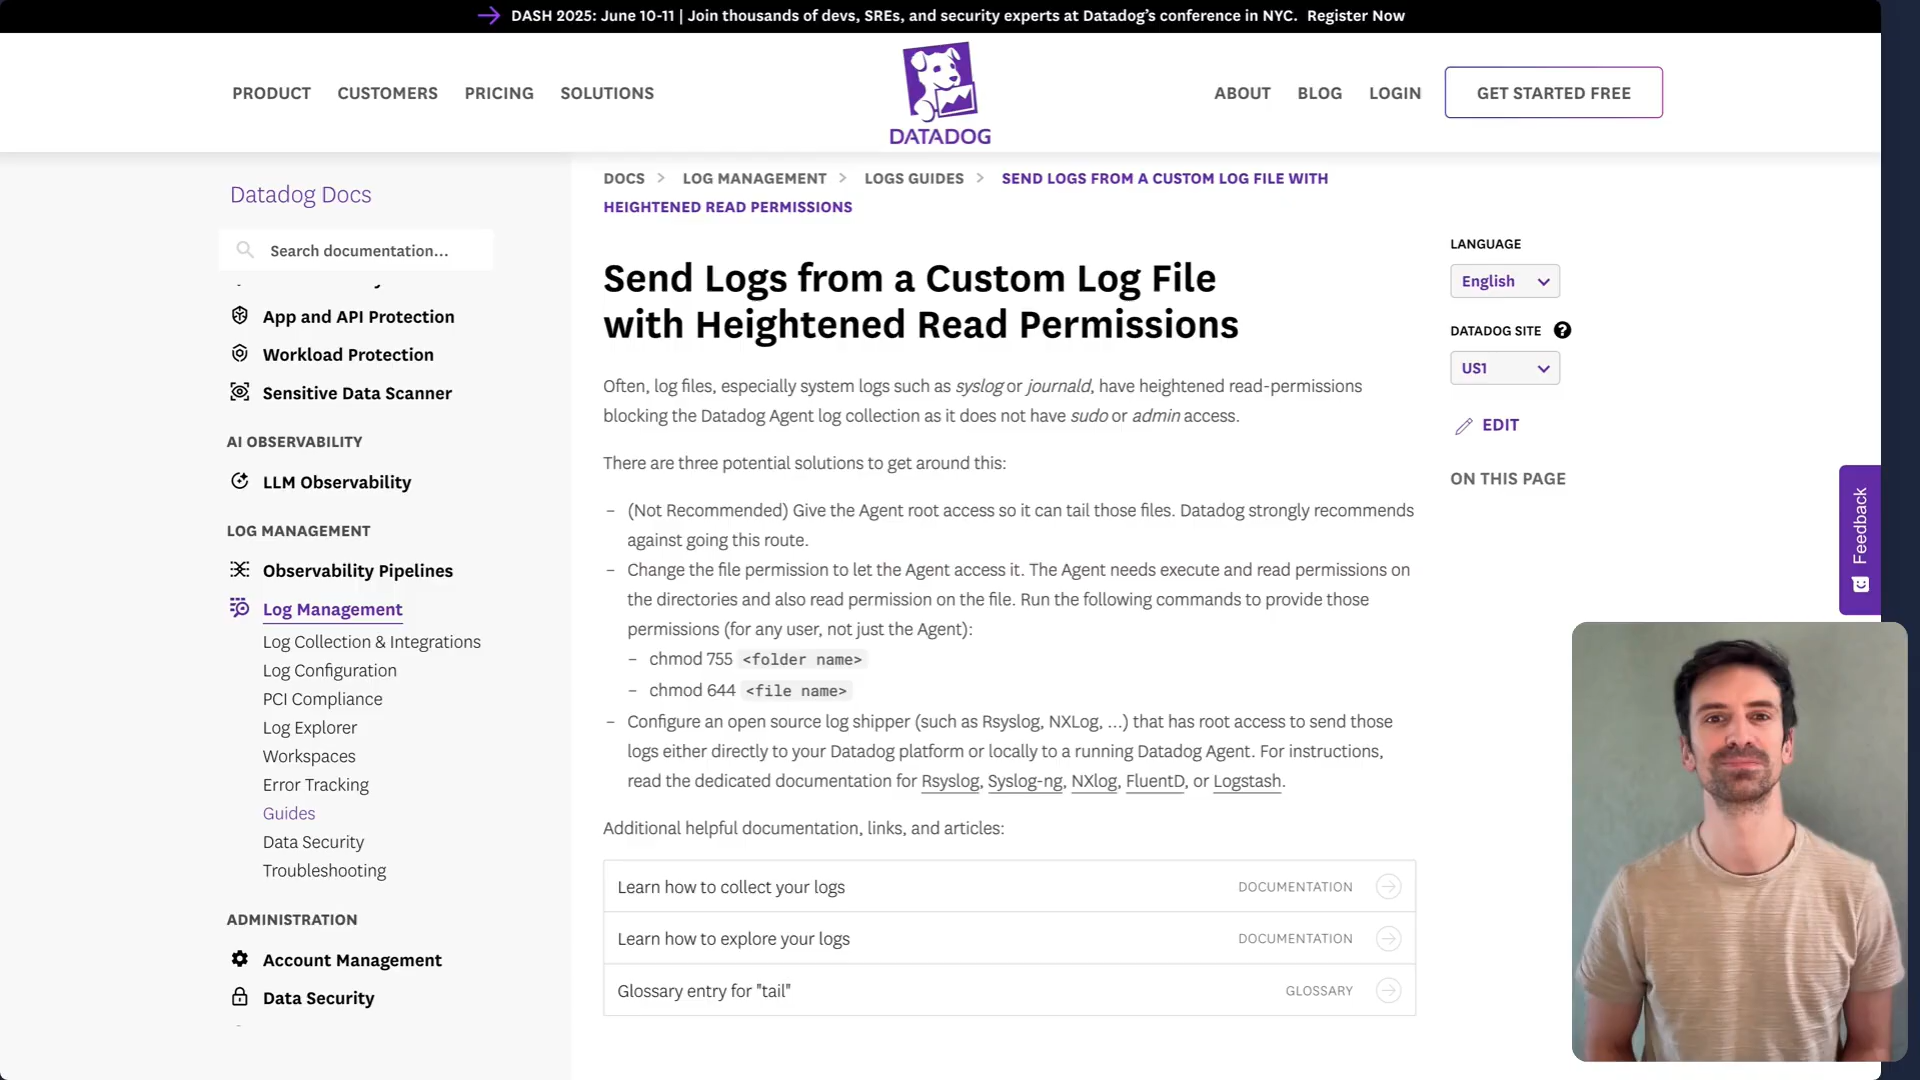 DASH 2025: June 10-11 | Join thousands of devs, SREs, and security experts at Datadog's conference in NYC. Register Now
PRODUCT CUSTOMERS PRICING SOLUTIONS
DATADOG
ABOUT BLOG LOGIN GET STARTED FREE
Datadog Docs
Search documentation...
App and API Protection
Workload Protection
Sensitive Data Scanner
AI OBSERVABILITY
LLM Observability
LOG MANAGEMENT
Observability Pipelines
Log Management
Log Collection & Integrations
Log Configuration
PCI Compliance
Log Explorer
Workspaces
Error Tracking
Guides
Data Security
Troubleshooting
ADMINISTRATION
Account Management
Data Security
DOCS > LOG MANAGEMENT > LOGS GUIDES > SEND LOGS FROM A CUSTOM LOG FILE WITH
HEIGHTENED READ PERMISSIONS
Send Logs from a Custom Log File
with Heightened Read Permissions
Often, log files, especially system logs such as syslog or journald, have heightened read-permissions
blocking the Datadog Agent log collection as it does not have sudo or admin access.
There are three potential solutions to get around this:
– (Not Recommended) Give the Agent root access so it can tail those files. Datadog strongly recommends
against going this route.
– Change the file permission to let the Agent access it. The Agent needs execute and read permissions on
the directories and also read permission on the file. Run the following commands to provide those
permissions (for any user, not just the Agent):
– chmod 755 <folder name>
– chmod 644 <file name>
– Configure an open source log shipper (such as Rsyslog, NXLog, …) that has root access to send those
logs either directly to your Datadog platform or locally to a running Datadog Agent. For instructions,
read the dedicated documentation for Rsyslog, Syslog-ng, NXlog, FluentD, or Logstash.
Additional helpful documentation, links, and articles:
Learn how to collect your logs DOCUMENTATION
Learn how to explore your logs DOCUMENTATION
Glossary entry for "tail" GLOSSARY
LANGUAGE
English
DATADOG SITE ?
US1
EDIT
ON THIS PAGE
Feedback